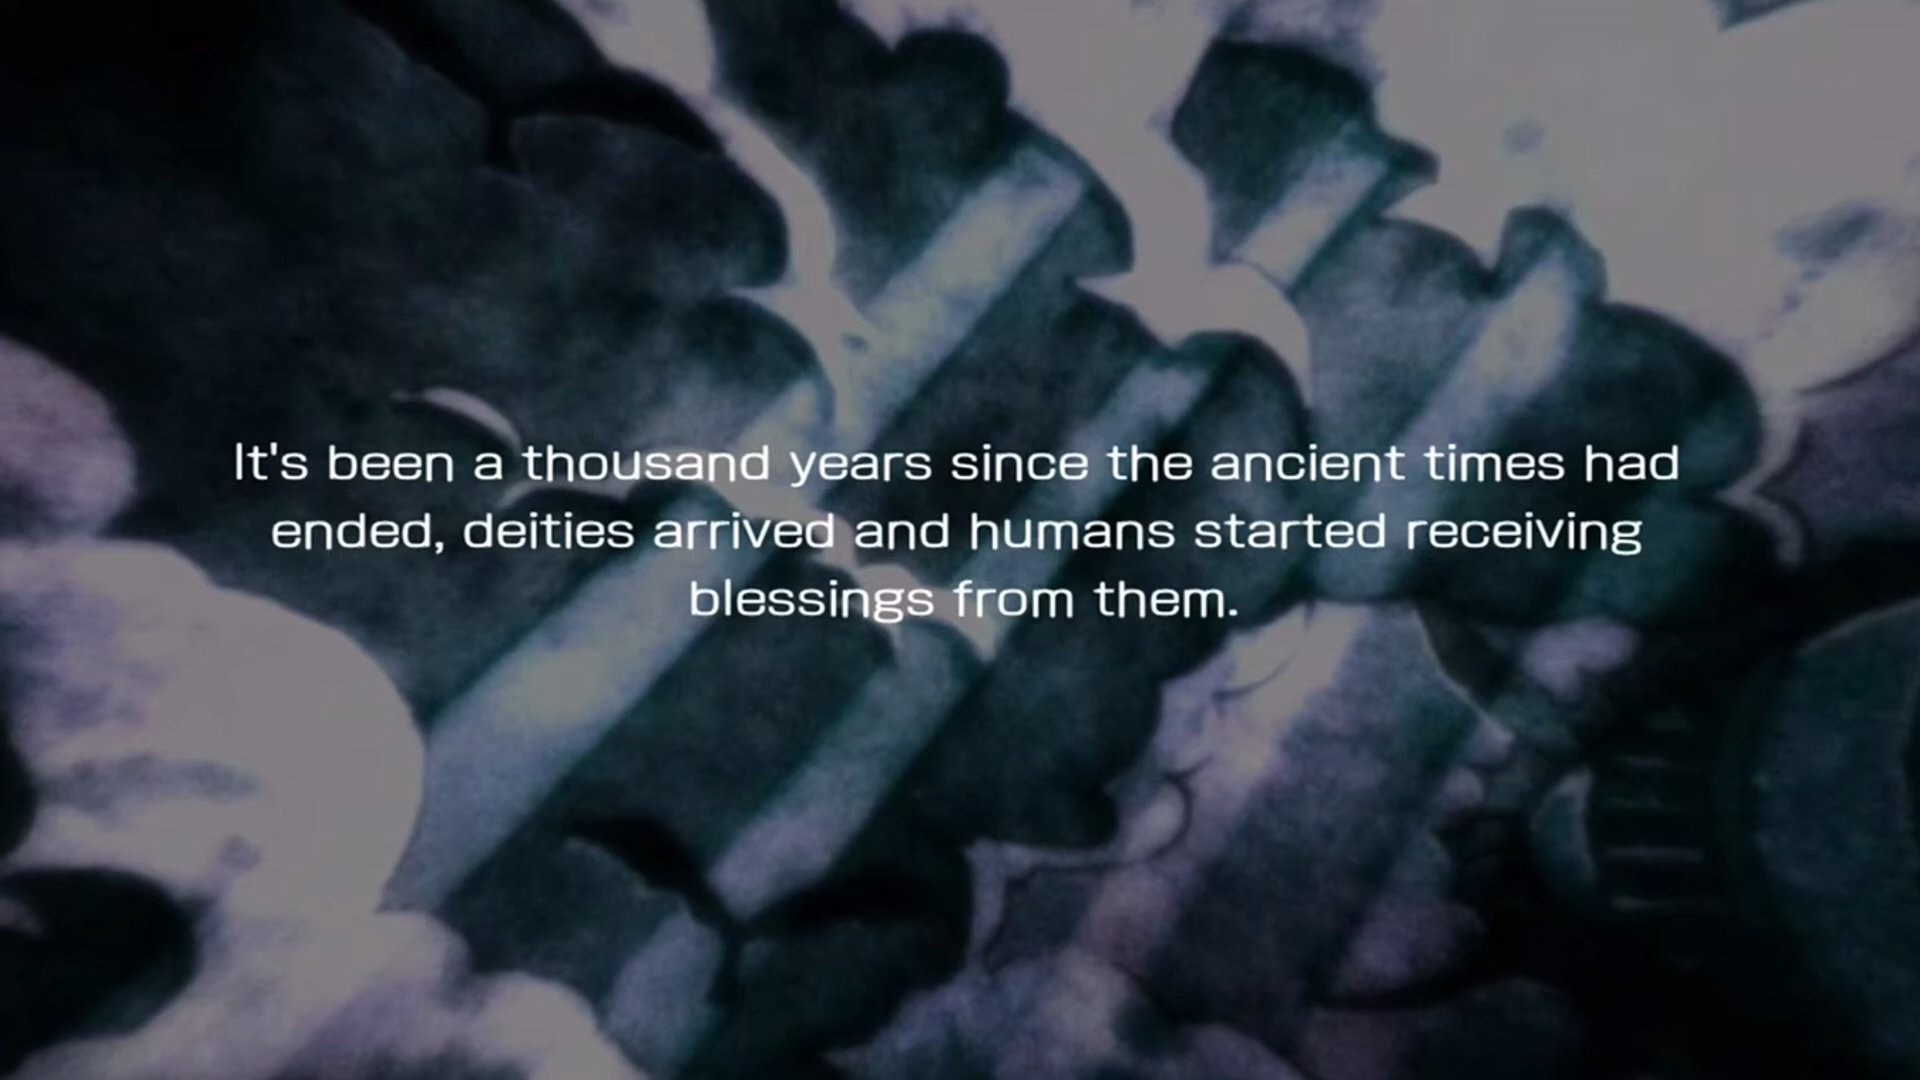 It's been a thousand years since the ancient times had
ended, deities arrived and humans started receiving
blessings from them.